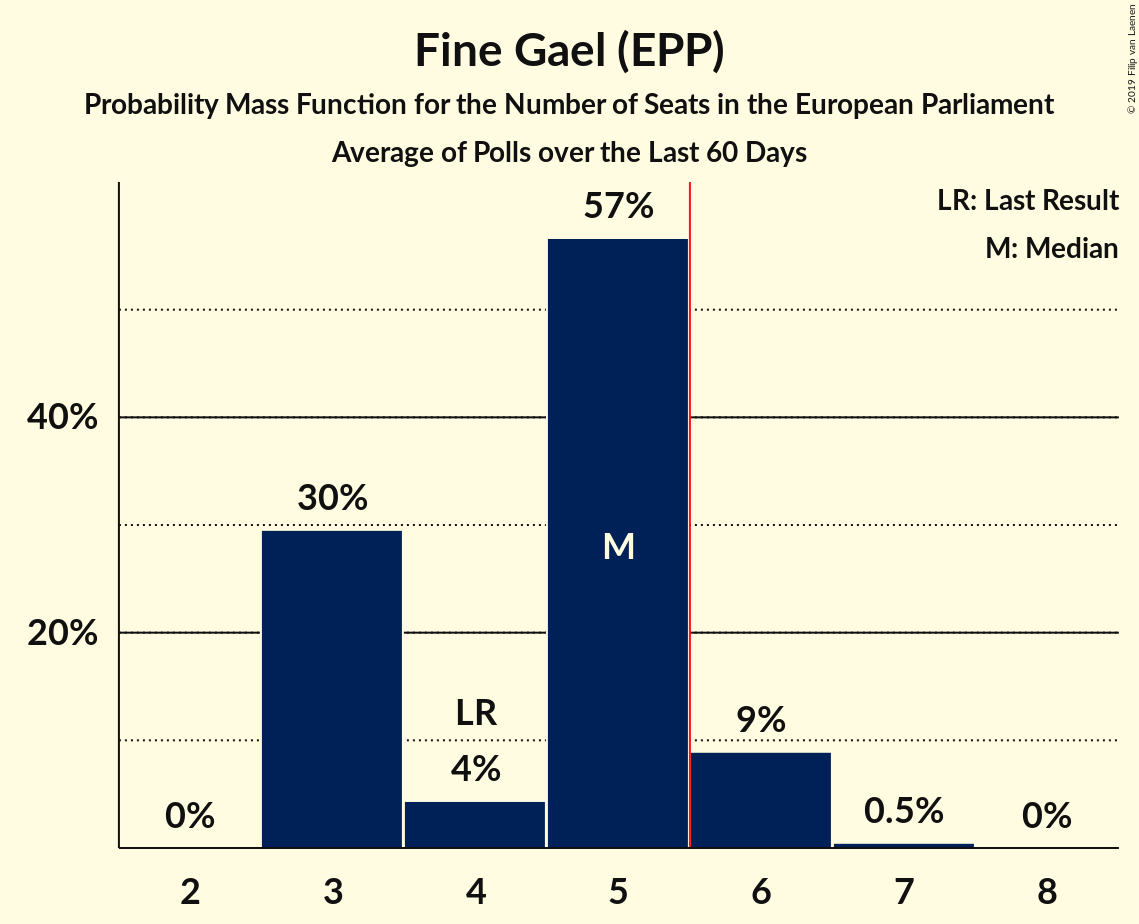 Fine Gael (EPP)
Probability Mass Function for the Number of Seats in the European Parliament
Average of Polls over the Last 60 Days
© 2019 Filip van Laenen
LR: Last Result
M: Median
57%
40%
30%
M
20%
LR
9%
4%
0%
0.5%
0%
2 3 4 5 6 7 8